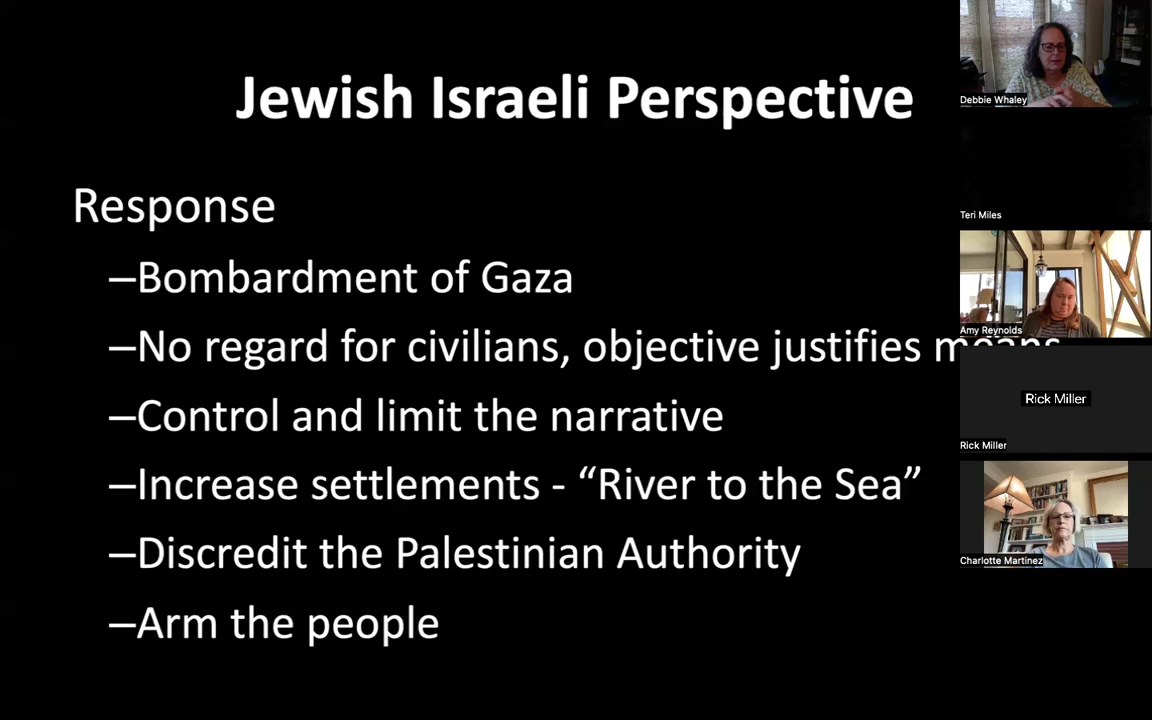 Jewish Israeli Perspective
Response
–Bombardment of Gaza
–No regard for civilians, objective justifies means
–Control and limit the narrative
–Increase settlements - “River to the Sea”
–Discredit the Palestinian Authority
–Arm the people
Debbie Whaley
Teri Miles
Amy Reynolds
Rick Miller
Rick Miller
Charlotte Martinez